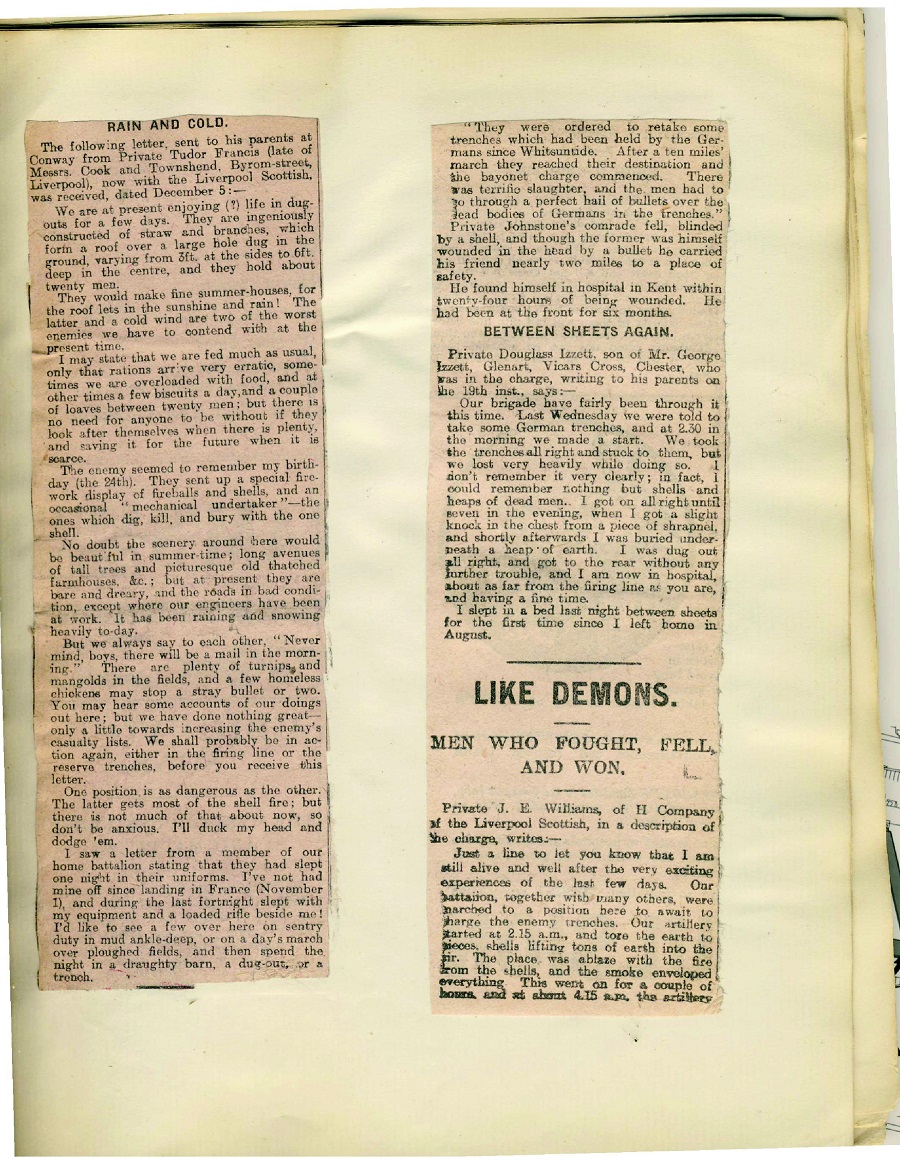 RAIN AND COLD.
The following letter, sent to his parents at
Conway from Private Tudor Francis (late of
Messrs. Cook and Townshend, Byrom-street,
Liverpool), now with the Liverpool Scottish,
was received, dated December 5:—
We are at present enjoying (?) life in dug-
outs for a few days. They are ingeniously
constructed of straw and branches, which
form a roof over a large hole dug in the
ground, varying from 3ft. at the sides to 6ft.
deep in the centre, and they hold about
twenty men.
They would make fine summer-houses, for
the roof lets in the sunshine and rain! The
latter and a cold wind are two of the worst
enemies we have to contend with at the
present time.
I may state that we are fed much as usual,
only that rations arrive very erratic, some-
times we are overloaded with food, and at
other times a few biscuits a day, and a couple
of loaves between twenty men; but there is
no need for anyone to be without if they
look after themselves when there is plenty,
and saving it for the future when it is
scarce.
The enemy seemed to remember my birth-
day (the 24th). They sent up a special fire-
work display of fireballs and shells, and an
occasional "mechanical undertaker"—the
ones which dig, kill, and bury with the one
shell.
No doubt the scenery around here would
be beautiful in summer-time; long avenues
of tall trees and picturesque old thatched
farmhouses, &c.; but at present they are
bare and dreary, and the roads in bad condi-
tion, except where our engineers have been
at work. It has been raining and snowing
heavily to-day.
But we always say to each other, "Never
mind, boys, there will be a mail in the morn-
ing." There are plenty of turnips and
mangolds in the fields, and a few homeless
chickens may stop a stray bullet or two.
You may hear some accounts of our doings
out here; but we have done nothing great—
only a little towards increasing the enemy's
casualty lists. We shall probably be in ac-
tion again, either in the firing line or the
reserve trenches, before you receive this
letter.
One position is as dangerous as the other.
The latter gets most of the shell fire; but
there is not much of that about now, so
don't be anxious. I'll duck my head and
dodge 'em.
I saw a letter from a member of our
home battalion stating that they had slept
one night in their uniforms. I've not had
mine off since landing in France (November
1), and during the last fortnight slept with
my equipment and a loaded rifle beside me!
I'd like to see a few over here on sentry
duty in mud ankle-deep, or on a day's march
over ploughed fields, and then spend the
night in a draughty barn, a dug-out, or a
trench.
"They were ordered to retake some
trenches which had been held by the Ger-
mans since Whitsuntide. After a ten miles'
march they reached their destination and
the bayonet charge commenced. There
was terrific slaughter, and the men had to
go through a perfect hail of bullets over the
dead bodies of Germans in the trenches."
Private Johnstone's comrade fell, blinded
by a shell, and though the former was himself
wounded in the head by a bullet he carried
his friend nearly two miles to a place of
safety.
He found himself in hospital in Kent within
twenty-four hours of being wounded. He
had been at the front for six months.
BETWEEN SHEETS AGAIN.
Private Douglass Izzett, son of Mr. George
Izzett, Glenart, Vicars Cross, Chester, who
was in the charge, writing to his parents on
the 19th inst., says:—
Our brigade have fairly been through it
this time. Last Wednesday we were told to
take some German trenches, and at 2.30 in
the morning we made a start. We took
the trenches all right and stuck to them, but
we lost very heavily while doing so. I
don't remember it very clearly; in fact, I
could remember nothing but shells and
heaps of dead men. I got on all right until
seven in the evening, when I got a slight
knock in the chest from a piece of shrapnel,
and shortly afterwards I was buried under-
neath a heap of earth. I was dug out
all right, and got to the rear without any
further trouble, and I am now in hospital,
about as far from the firing line as you are,
and having a fine time.
I slept in a bed last night between sheets
for the first time since I left home in
August.
LIKE DEMONS.
MEN WHO FOUGHT, FELL,
AND WON.
Private J. E. Williams, of H Company
of the Liverpool Scottish, in a description of
the charge, writes:—
Just a line to let you know that I am
still alive and well after the very exciting
experiences of the last few days. Our
battalion, together with many others, were
marched to a position here to await to
charge the enemy trenches. Our artillery
started at 2.15 a.m., and tore the earth to
pieces, shells lifting tons of earth into the
air. The place was ablaze with the fire
from the shells, and the smoke enveloped
everything. This went on for a couple of
hours, and at about 4.15 a.m. the artillery